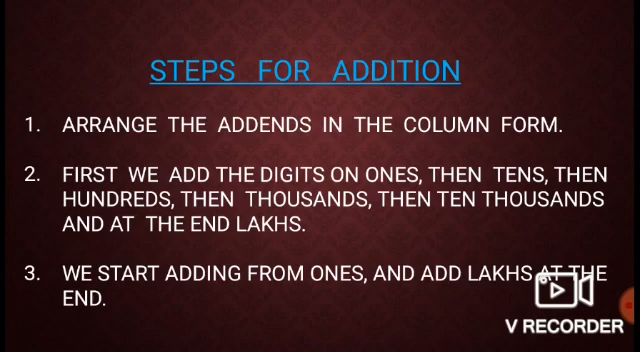 STEPS FOR ADDITION
1. ARRANGE THE ADDENDS IN THE COLUMN FORM.
2. FIRST WE ADD THE DIGITS ON ONES, THEN TENS, THEN
HUNDREDS, THEN THOUSANDS, THEN TEN THOUSANDS
AND AT THE END LAKHS.
3. WE START ADDING FROM ONES, AND ADD LAKHS AT THE
END.
V RECORDER